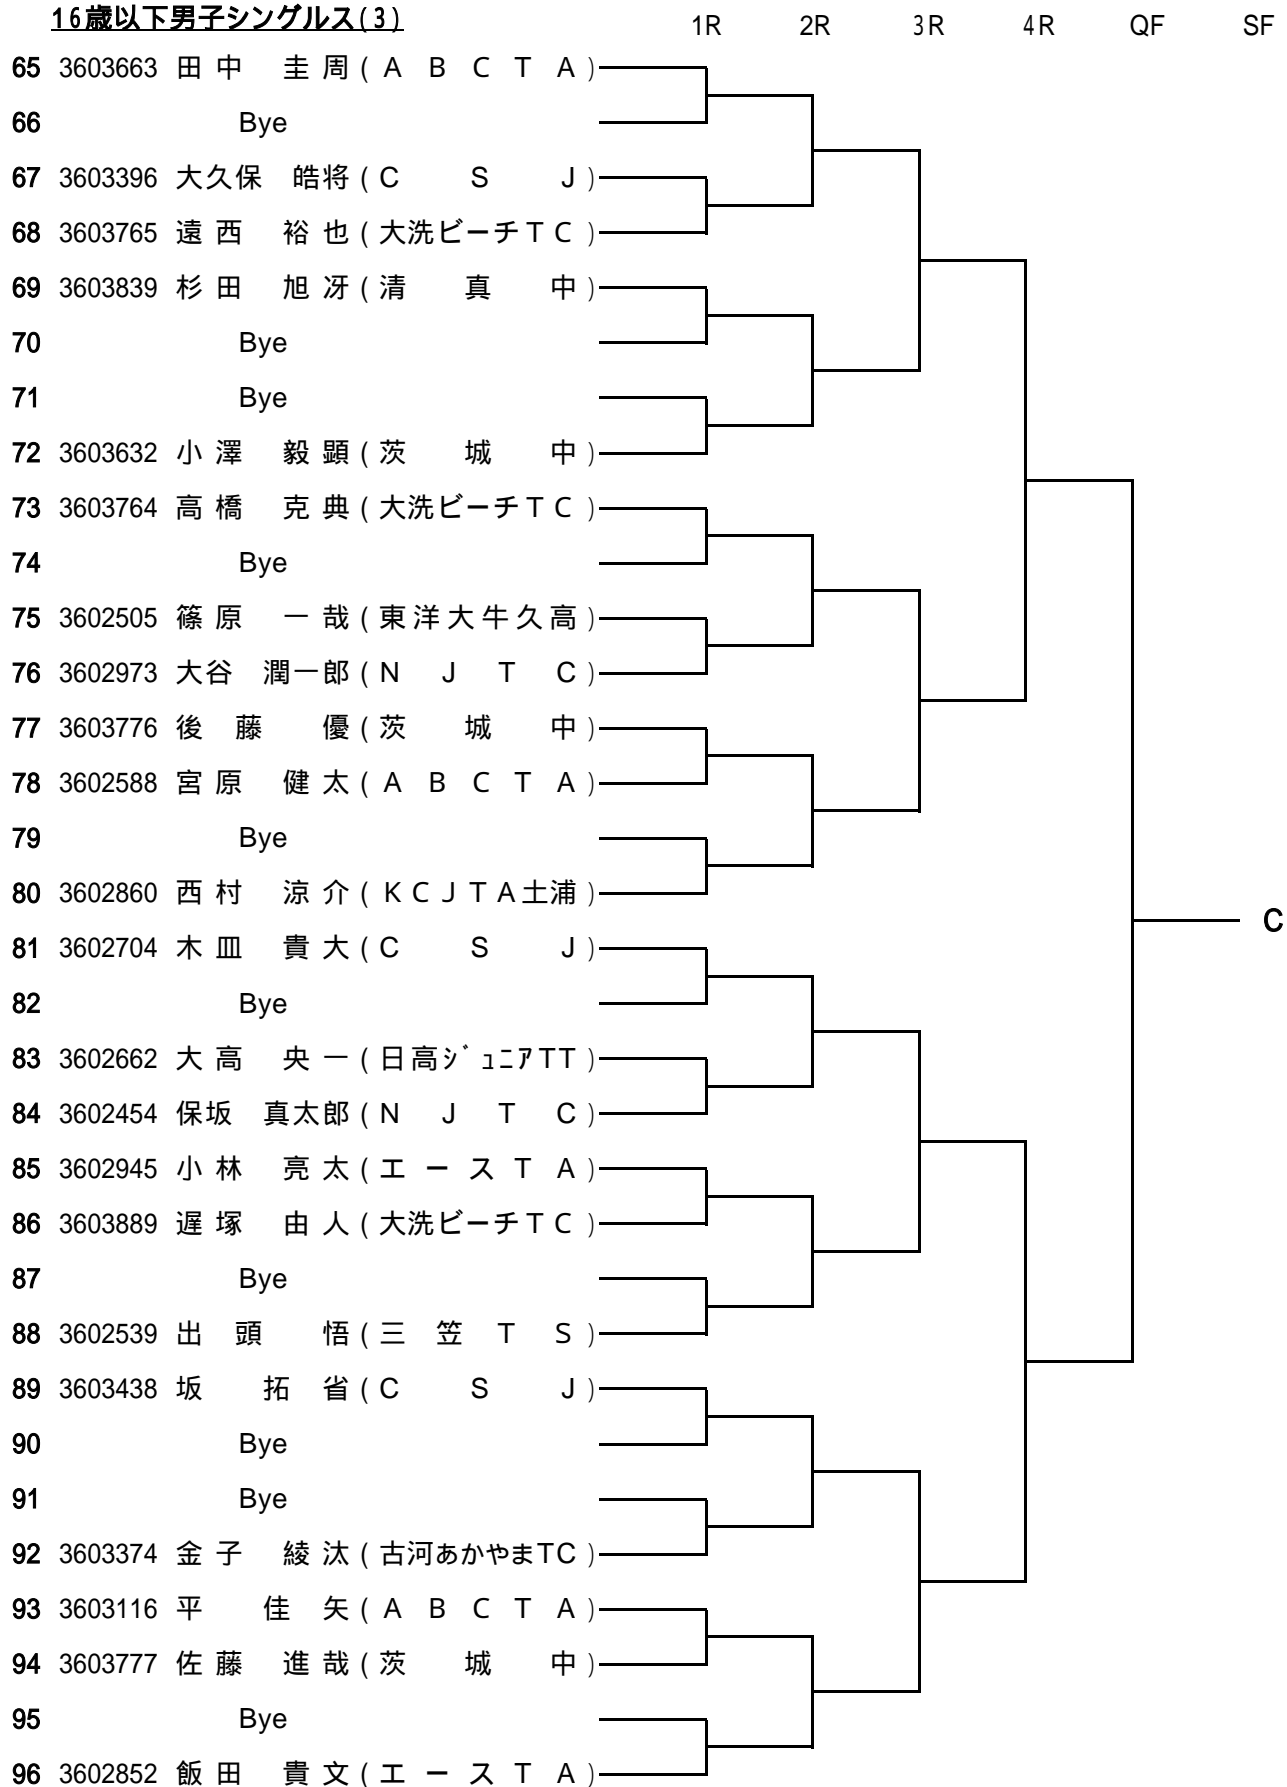 16歳以下男子シングルス(3) 1R 2R 3R 4R QF SF
65 3603663 田中 圭周(ABCTA)
66 Bye
67 3603396 大久保 皓将(CSJ)
68 3603765 遠西 裕也(大洗ビーチTC)
69 3603839 杉田 旭冴(清真中)
70 Bye
71 Bye
72 3603632 小澤 毅顕(茨城中)
73 3603764 高橋 克典(大洗ビーチTC)
74 Bye
75 3602505 篠原 一哉(東洋大牛久高)
76 3602973 大谷 潤一郎(NJTC)
77 3603776 後藤 優(茨城中)
78 3602588 宮原 健太(ABCTA)
79 Bye
80 3602860 西村 涼介(KCJTA土浦)
81 3602704 木皿 貴大(CSJ)
C
82 Bye
83 3602662 大高 央一(日高ｼﾞｭﾆｱTT)
84 3602454 保坂 真太郎(NJTC)
85 3602945 小林 亮太(エースTA)
86 3603889 遅塚 由人(大洗ビーチTC)
87 Bye
88 3602539 出頭 悟(三笠TS)
89 3603438 坂 拓省(CSJ)
90 Bye
91 Bye
92 3603374 金子 綾汰(古河あかやまTC)
93 3603116 平 佳矢(ABCTA)
94 3603777 佐藤 進哉(茨城中)
95 Bye
96 3602852 飯田 貴文(エースTA)